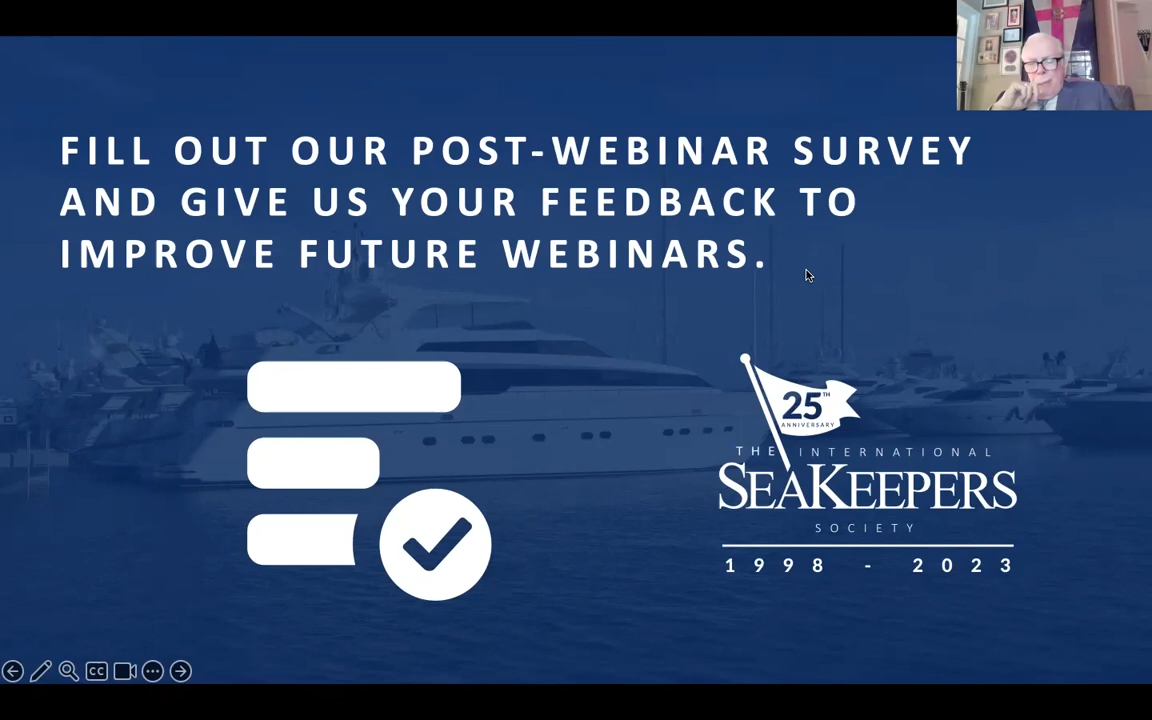 FILL OUT OUR POST-WEBINAR SURVEY
AND GIVE US YOUR FEEDBACK TO
IMPROVE FUTURE WEBINARS.
25TH
ANNIVERSARY
THE INTERNATIONAL
SEAKEEPERS
SOCIETY
1998 - 2023
CC